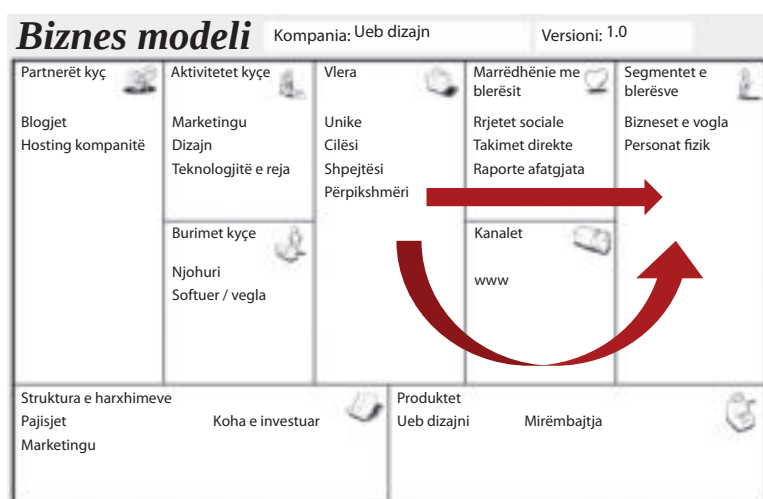 Biznes modeli
Kompania: Ueb dizajn
Versioni: 1.0
Partnerët kyç
Blogjet
Hosting kompanitë
Aktivitetet kyçe
Marketingu
Dizajn
Teknologjitë e reja
Burimet kyçe
Njohuri
Softuer / vegla
Vlera
Unike
Cilësi
Shpejtësi
Përpikshmëri
Marrëdhënie me
blerësit
Rrjetet sociale
Takimet direkte
Raporte afatgjata
Kanalet
www
Segmentet e
blerësve
Bizneset e vogla
Personat fizik
Struktura e harxhimeve
Pajisjet
Koha e investuar
Marketingu
Produktet
Ueb dizajni
Mirëmbajtja